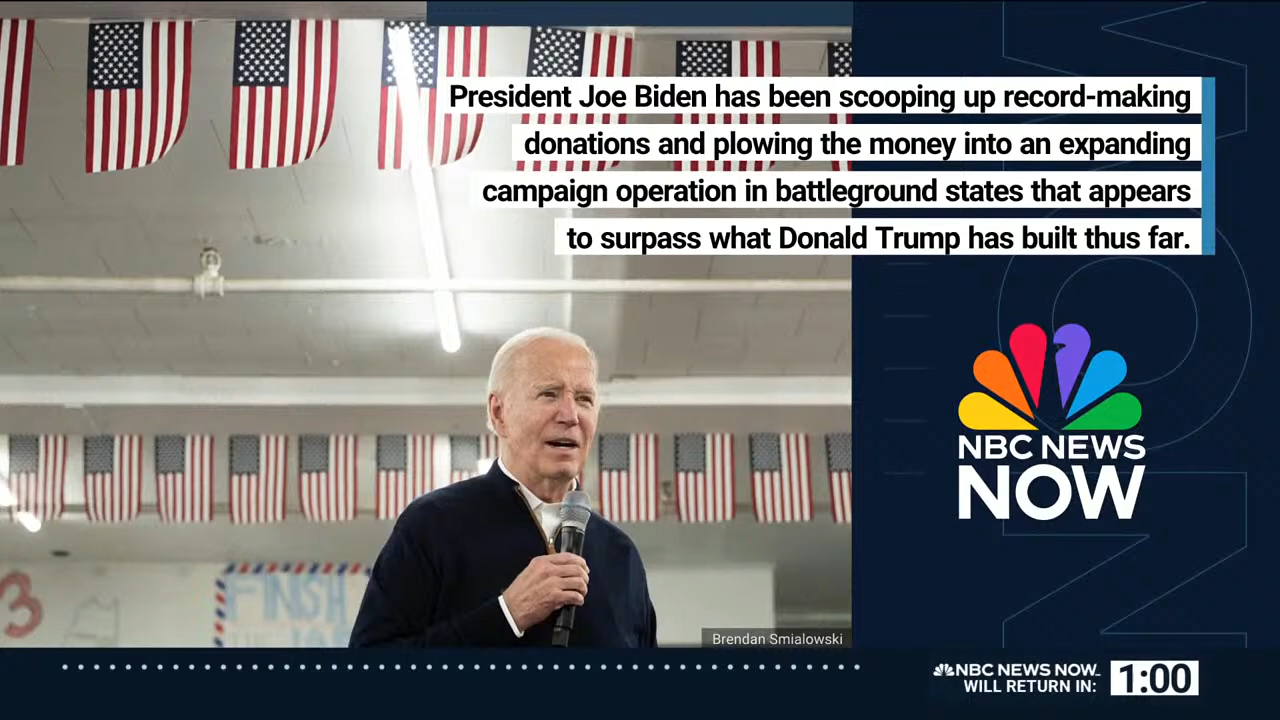 President Joe Biden has been scooping up record-making
donations and plowing the money into an expanding
campaign operation in battleground states that appears
to surpass what Donald Trump has built thus far.
NBC NEWS
NOW
3
FINISH
Brendan Smialowski
NBC NEWS NOW
WILL RETURN IN:
1:00